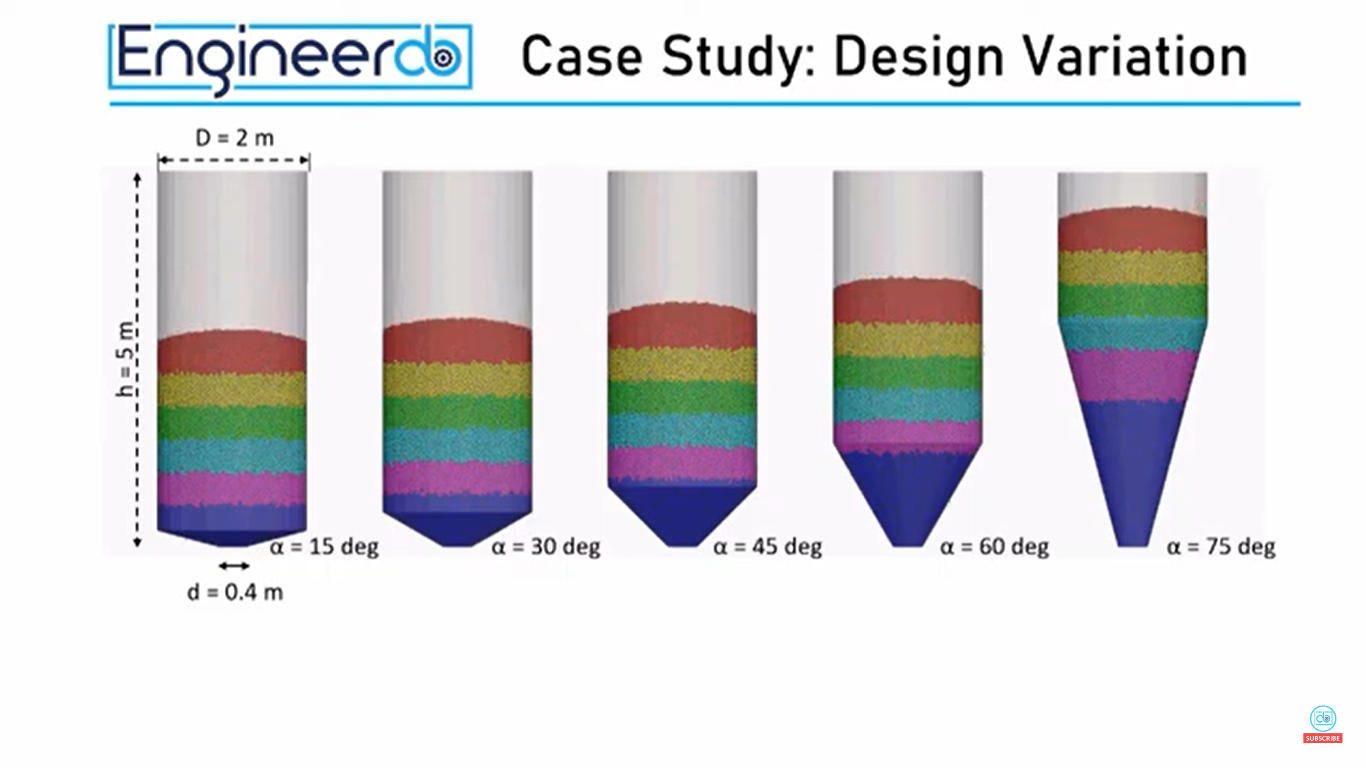 Engineerdo
Case Study: Design Variation
D = 2 m
h = 5 m
α = 15 deg
α = 30 deg
α = 45 deg
α = 60 deg
α = 75 deg
d = 0.4 m
SUBSCRIBE